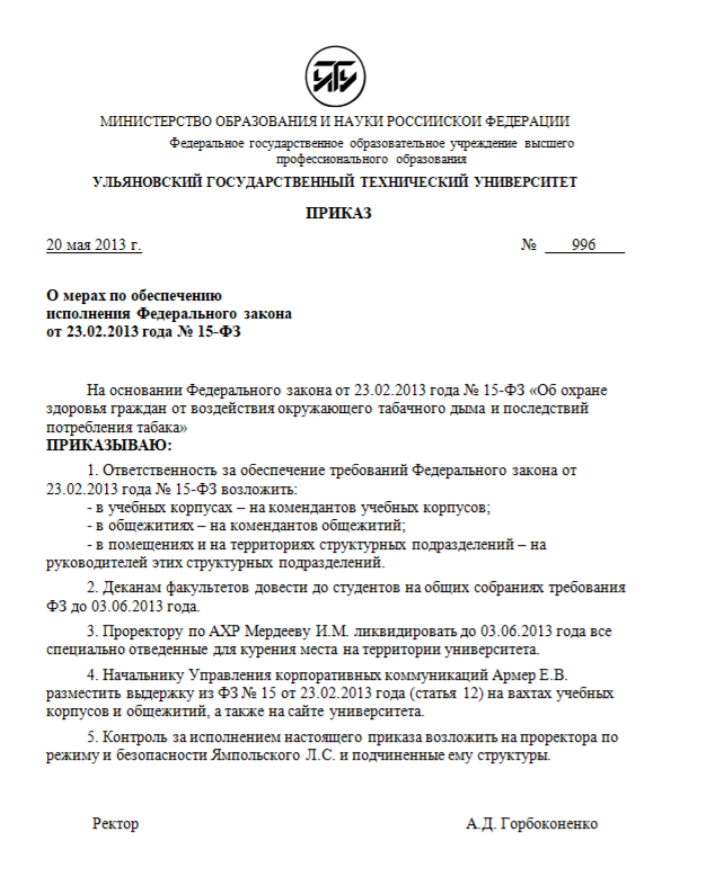 УлГТУ
МИНИСТЕРСТВО ОБРАЗОВАНИЯ И НАУКИ РОССИЙСКОЙ ФЕДЕРАЦИИ
Федеральное государственное образовательное учреждение высшего
профессионального образования
УЛЬЯНОВСКИЙ ГОСУДАРСТВЕННЫЙ ТЕХНИЧЕСКИЙ УНИВЕРСИТЕТ
ПРИКАЗ
20 мая 2013 г. № 996
О мерах по обеспечению
исполнения Федерального закона
от 23.02.2013 года № 15-ФЗ
На основании Федерального закона от 23.02.2013 года № 15-ФЗ «Об охране
здоровья граждан от воздействия окружающего табачного дыма и последствий
потребления табака»
ПРИКАЗЫВАЮ:
1. Ответственность за обеспечение требований Федерального закона от
23.02.2013 года № 15-ФЗ возложить:
- в учебных корпусах – на комендантов учебных корпусов;
- в общежитиях – на комендантов общежитий;
- в помещениях и на территориях структурных подразделений – на
руководителей этих структурных подразделений.
2. Деканам факультетов довести до студентов на общих собраниях требования
ФЗ до 03.06.2013 года.
3. Проректору по АХР Мердееву И.М. ликвидировать до 03.06.2013 года все
специально отведенные для курения места на территории университета.
4. Начальнику Управления корпоративных коммуникаций Армер Е.В.
разместить выдержку из ФЗ № 15 от 23.02.2013 года (статья 12) на вахтах учебных
корпусов и общежитий, а также на сайте университета.
5. Контроль за исполнением настоящего приказа возложить на проректора по
режиму и безопасности Ямпольского Л.С. и подчиненные ему структуры.
Ректор А.Д. Горбоконенко